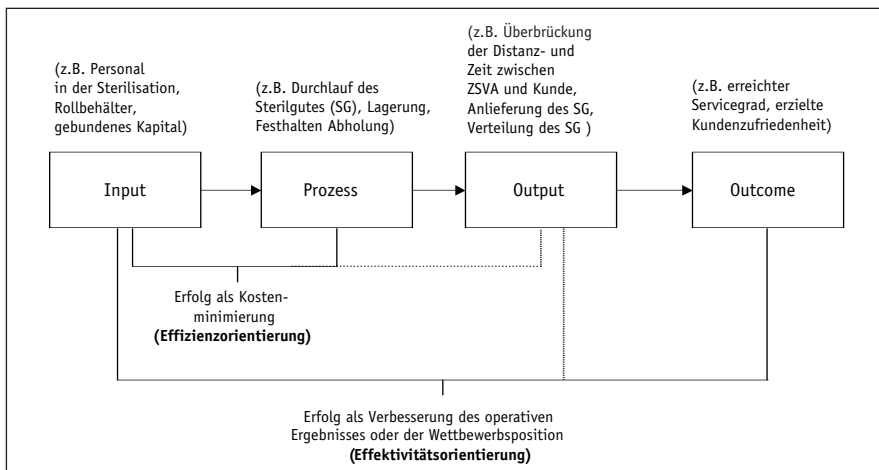 (z.B. Personal
in der Sterilisation,
Rollbehälter,
gebundenes Kapital)
(z.B. Durchlauf des
Sterilgutes (SG), Lagerung,
Festhalten Abholung)
(z.B. Überbrückung
der Distanz- und
Zeit zwischen
ZSVA und Kunde,
Anlieferung des SG,
Verteilung des SG )
(z.B. erreichter
Servicegrad, erzielte
Kundenzufriedenheit)
Input
Prozess
Output
Outcome
Erfolg als Kosten-
minimierung
(Effizienzorientierung)
Erfolg als Verbesserung des operativen
Ergebnisses oder der Wettbewerbsposition
(Effektivitätsorientierung)